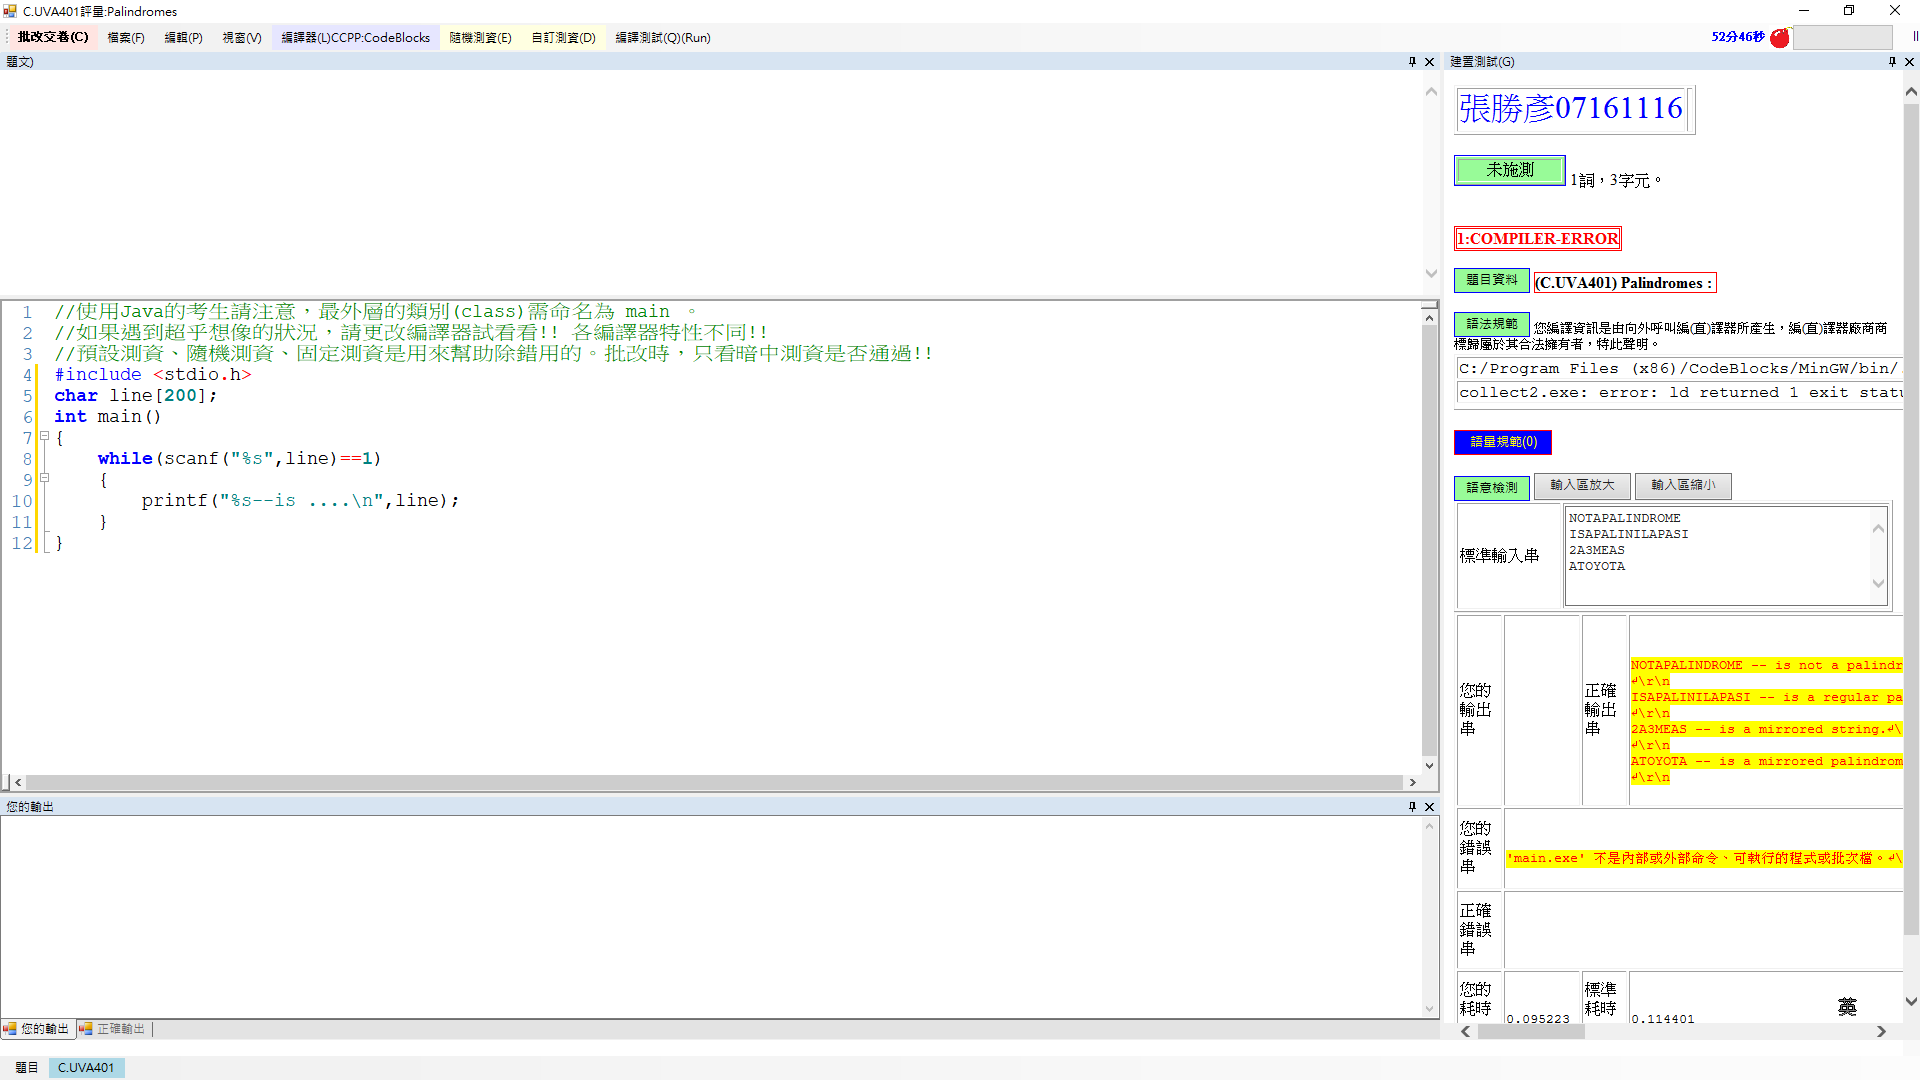 C.UVA401評量:Palindromes
批改交卷(C) 檔案(F) 編輯(P) 視窗(V) 編譯器(L)CCPP:CodeBlocks 隨機測資(E) 自訂測資(D) 編譯測試(Q)(Run)
52分46秒
題文)
1 //使用Java的考生請注意，最外層的類別(class)需命名為 main 。
2 //如果遇到超乎想像的狀況，請更改編譯器試看看!! 各編譯器特性不同!!
3 //預設測資、隨機測資、固定測資是用來幫助除錯用的。批改時，只看暗中測資是否通過!!
4 #include <stdio.h>
5 char line[200];
6 int main()
7 {
8 while(scanf("%s",line)==1)
9 {
10 printf("%s--is ....\n",line);
11 }
12 }
您的輸出
您的輸出 正確輸出
題目 C.UVA401
建置測試(G)
張勝彥07161116
未施測 1詞，3字元。
1:COMPILER-ERROR
題目資料 (C.UVA401) Palindromes :
語法規範 您編譯資訊是由向外呼叫編(直)譯器所產生，編(直)譯器廠商商
標歸屬於其合法擁有者，特此聲明。
C:/Program Files (x86)/CodeBlocks/MinGW/bin/
collect2.exe: error: ld returned 1 exit statu
語量規範(0)
語意檢測 輸入區放大 輸入區縮小
標準輸入串
NOTAPALINDROME
ISAPALINILAPASI
2A3MEAS
ATOYOTA
您的
輸出
串
正確
輸出
串
NOTAPALINDROME -- is not a palindr
↲\r\n
ISAPALINILAPASI -- is a regular pa
↲\r\n
2A3MEAS -- is a mirrored string.↲\
↲\r\n
ATOYOTA -- is a mirrored palindrom
↲\r\n
您的
錯誤
串
'main.exe' 不是內部或外部命令、可執行的程式或批次檔。↲\
正確
錯誤
串
您的
耗時
0.095223
標準
耗時
0.114401
英